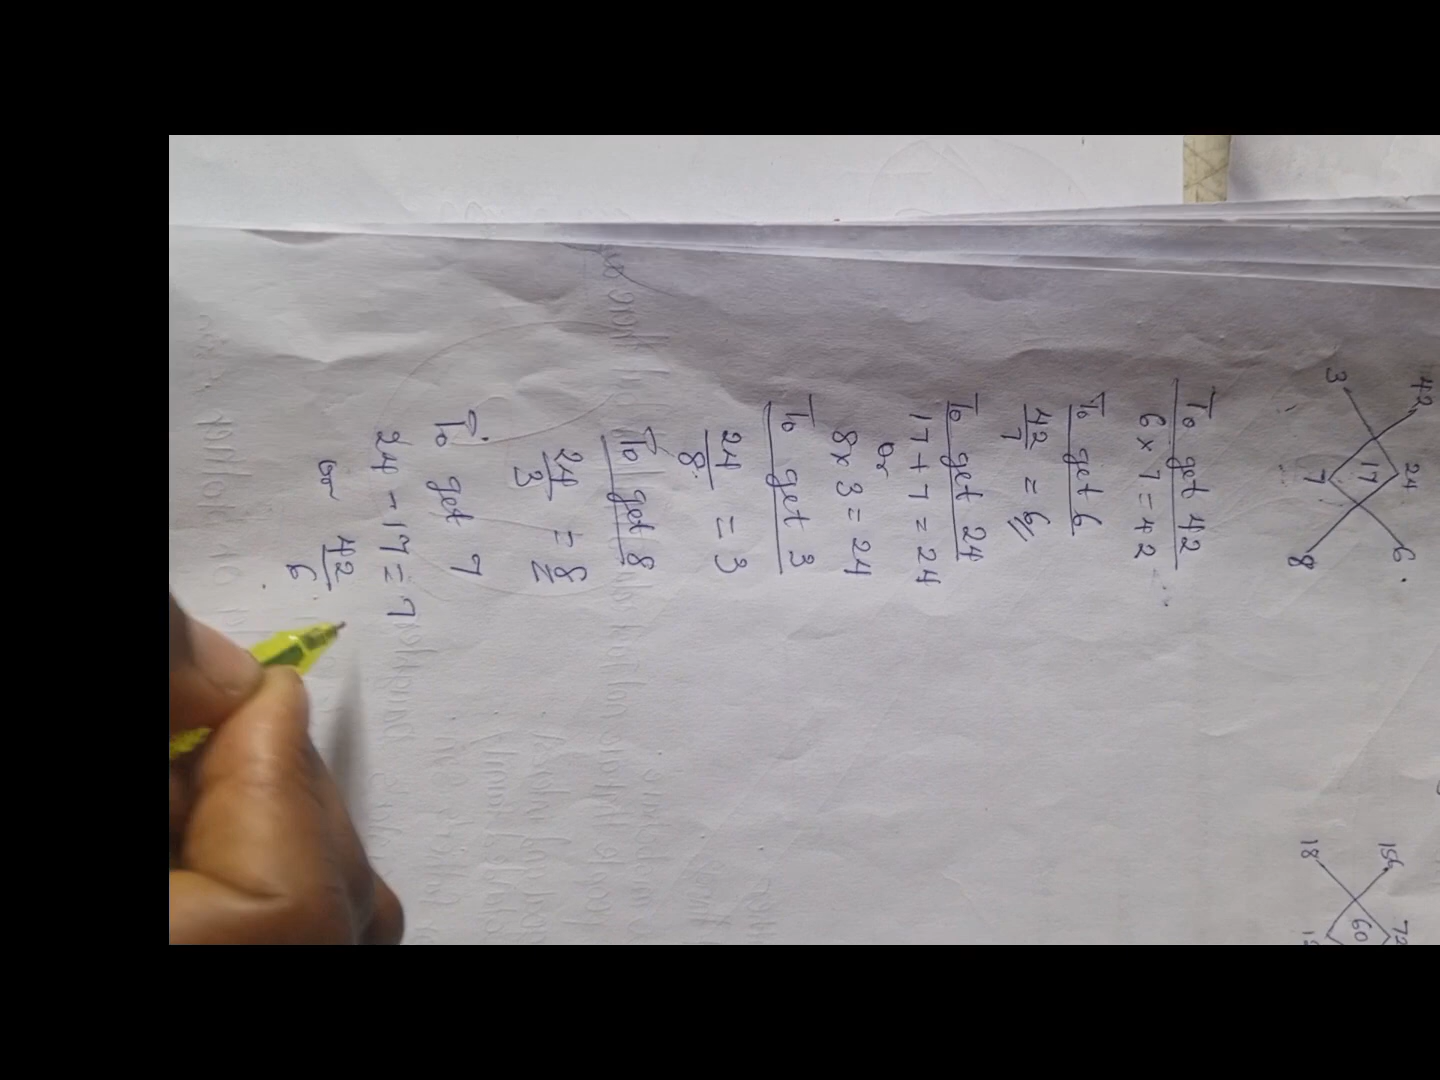 42 24 6
17
3 7 8
156 72
60
18
To get 42
6 x 7 = 42
To get 6
42/7 = 6//
To get 24
17 + 7 = 24
or
8 x 3 = 24
To get 3
24/8 = 3
To get 8
24/3 = 8
To get 7
24 - 17 = 7
or 42/6